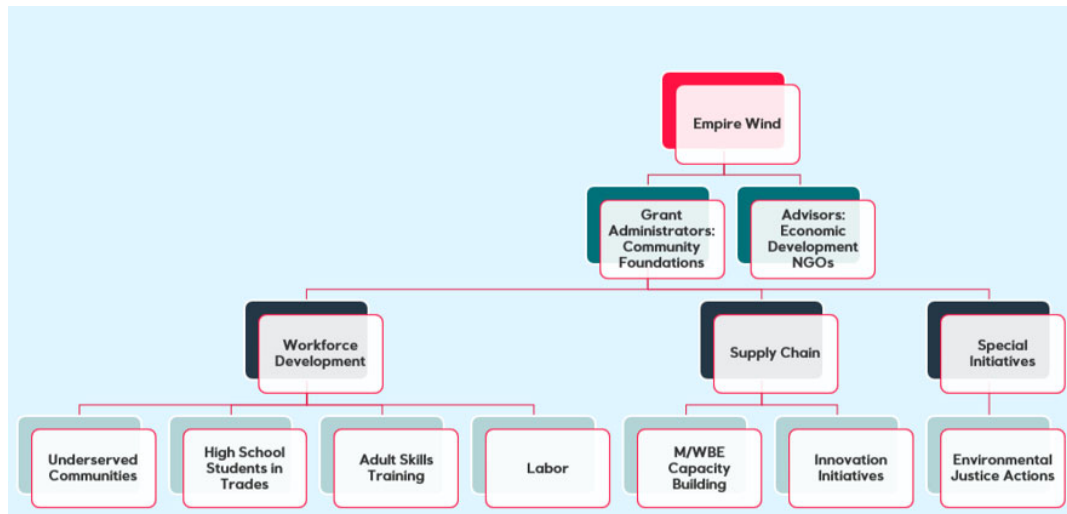 Empire Wind
Grant
Administrators:
Community
Foundations
Advisors:
Economic
Development
NGOs
Workforce
Development
Supply Chain
Special
Initiatives
Underserved
Communities
High School
Students in
Trades
Adult Skills
Training
Labor
M/WBE
Capacity
Building
Innovation
Initiatives
Environmental
Justice Actions